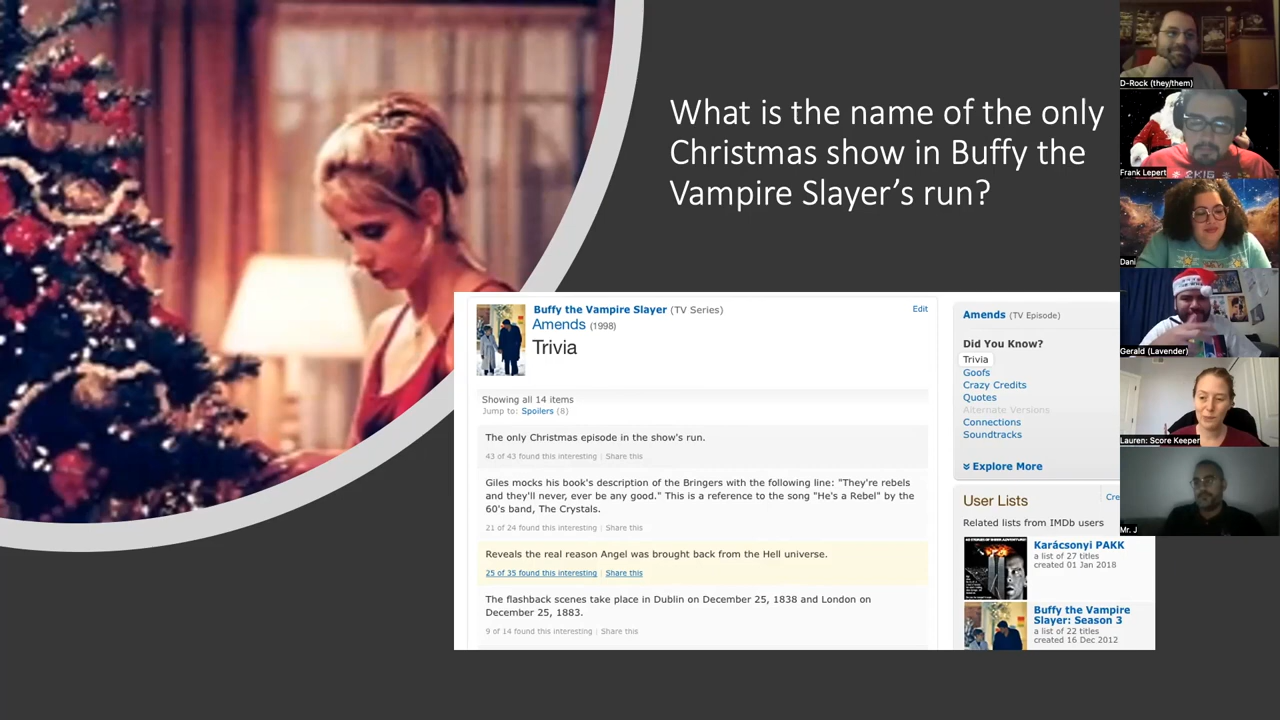 What is the name of the only
Christmas show in Buffy the
Vampire Slayer’s run?
Buffy the Vampire Slayer (TV Series)
Edit
Amends (1998)
Trivia
Showing all 14 items
Jump to: Spoilers (8)
The only Christmas episode in the show's run.
43 of 43 found this interesting | Share this
Giles mocks his book's description of the Bringers with the following line: "They're rebels
and they'll never, ever be any good." This is a reference to the song "He's a Rebel" by the
60's band, The Crystals.
21 of 24 found this interesting | Share this
Reveals the real reason Angel was brought back from the Hell universe.
25 of 35 found this interesting | Share this
The flashback scenes take place in Dublin on December 25, 1838 and London on
December 25, 1883.
9 of 14 found this interesting | Share this
Amends (TV Episode)
Did You Know?
Trivia
Goofs
Crazy Credits
Quotes
Alternate Versions
Connections
Soundtracks
Explore More
User Lists
Cre
Related lists from IMDb users
Karácsonyi PAKK
a list of 27 titles
created 01 Jan 2018
Buffy the Vampire
Slayer: Season 3
a list of 22 titles
created 16 Dec 2012
D-Rock (they/them)
2K16
Frank Lepert
Dani
Gerald (Lavender)
Lauren: Score Keeper
Mr. J